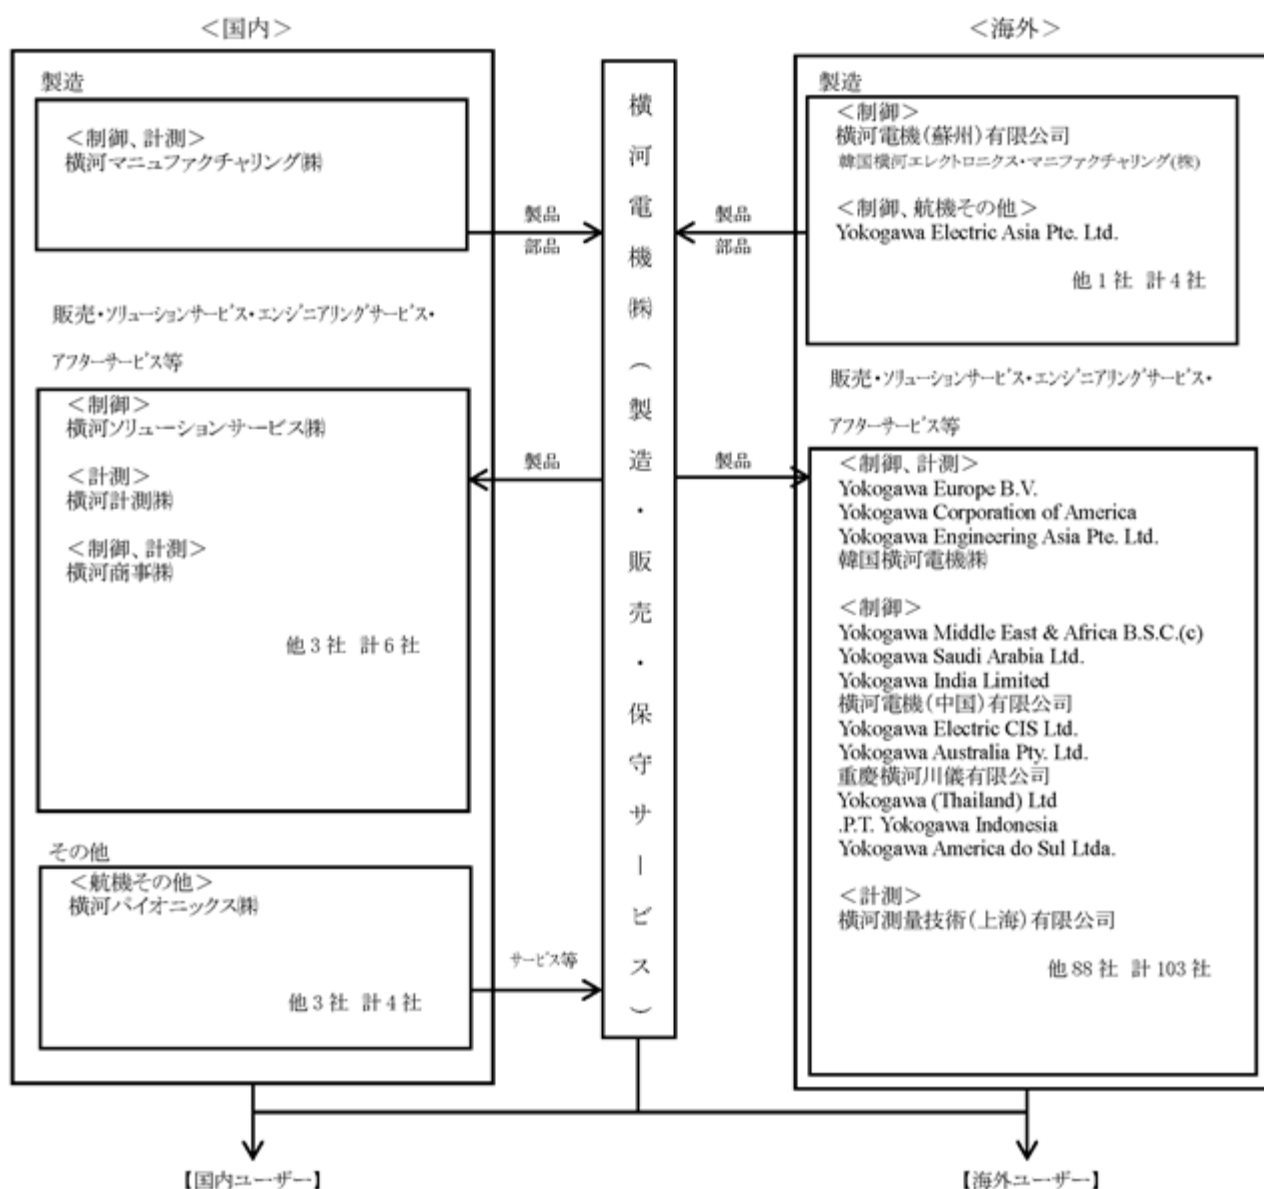 ＜国内＞
製造
＜制御、計測＞
横河マニュファクチャリング㈱
販売・ソリューションサービス・エンジニアリングサービス・
アフターサービス等
＜制御＞
横河ソリューションサービス㈱
＜計測＞
横河計測㈱
＜制御、計測＞
横河商事㈱
他 3 社 計 6 社
その他
＜航機その他＞
横河パイオニックス㈱
他 3 社 計 4 社
製品
部品
製品
サービス等
横河電機㈱（製造・販売・保守サービス）
製品
部品
製品
＜海外＞
製造
＜制御＞
横河電機（蘇州）有限公司
韓国横河エレクトロニクス・マニファクチャリング(株)
＜制御、航機その他＞
Yokogawa Electric Asia Pte. Ltd.
他 1 社 計 4 社
販売・ソリューションサービス・エンジニアリングサービス・
アフターサービス等
＜制御、計測＞
Yokogawa Europe B.V.
Yokogawa Corporation of America
Yokogawa Engineering Asia Pte. Ltd.
韓国横河電機㈱
＜制御＞
Yokogawa Middle East & Africa B.S.C.(c)
Yokogawa Saudi Arabia Ltd.
Yokogawa India Limited
横河電機（中国）有限公司
Yokogawa Electric CIS Ltd.
Yokogawa Australia Pty. Ltd.
重慶横河川儀有限公司
Yokogawa (Thailand) Ltd
.P.T. Yokogawa Indonesia
Yokogawa America do Sul Ltda.
＜計測＞
横河測量技術（上海）有限公司
他 88 社 計 103 社
【国内ユーザー】
【海外ユーザー】